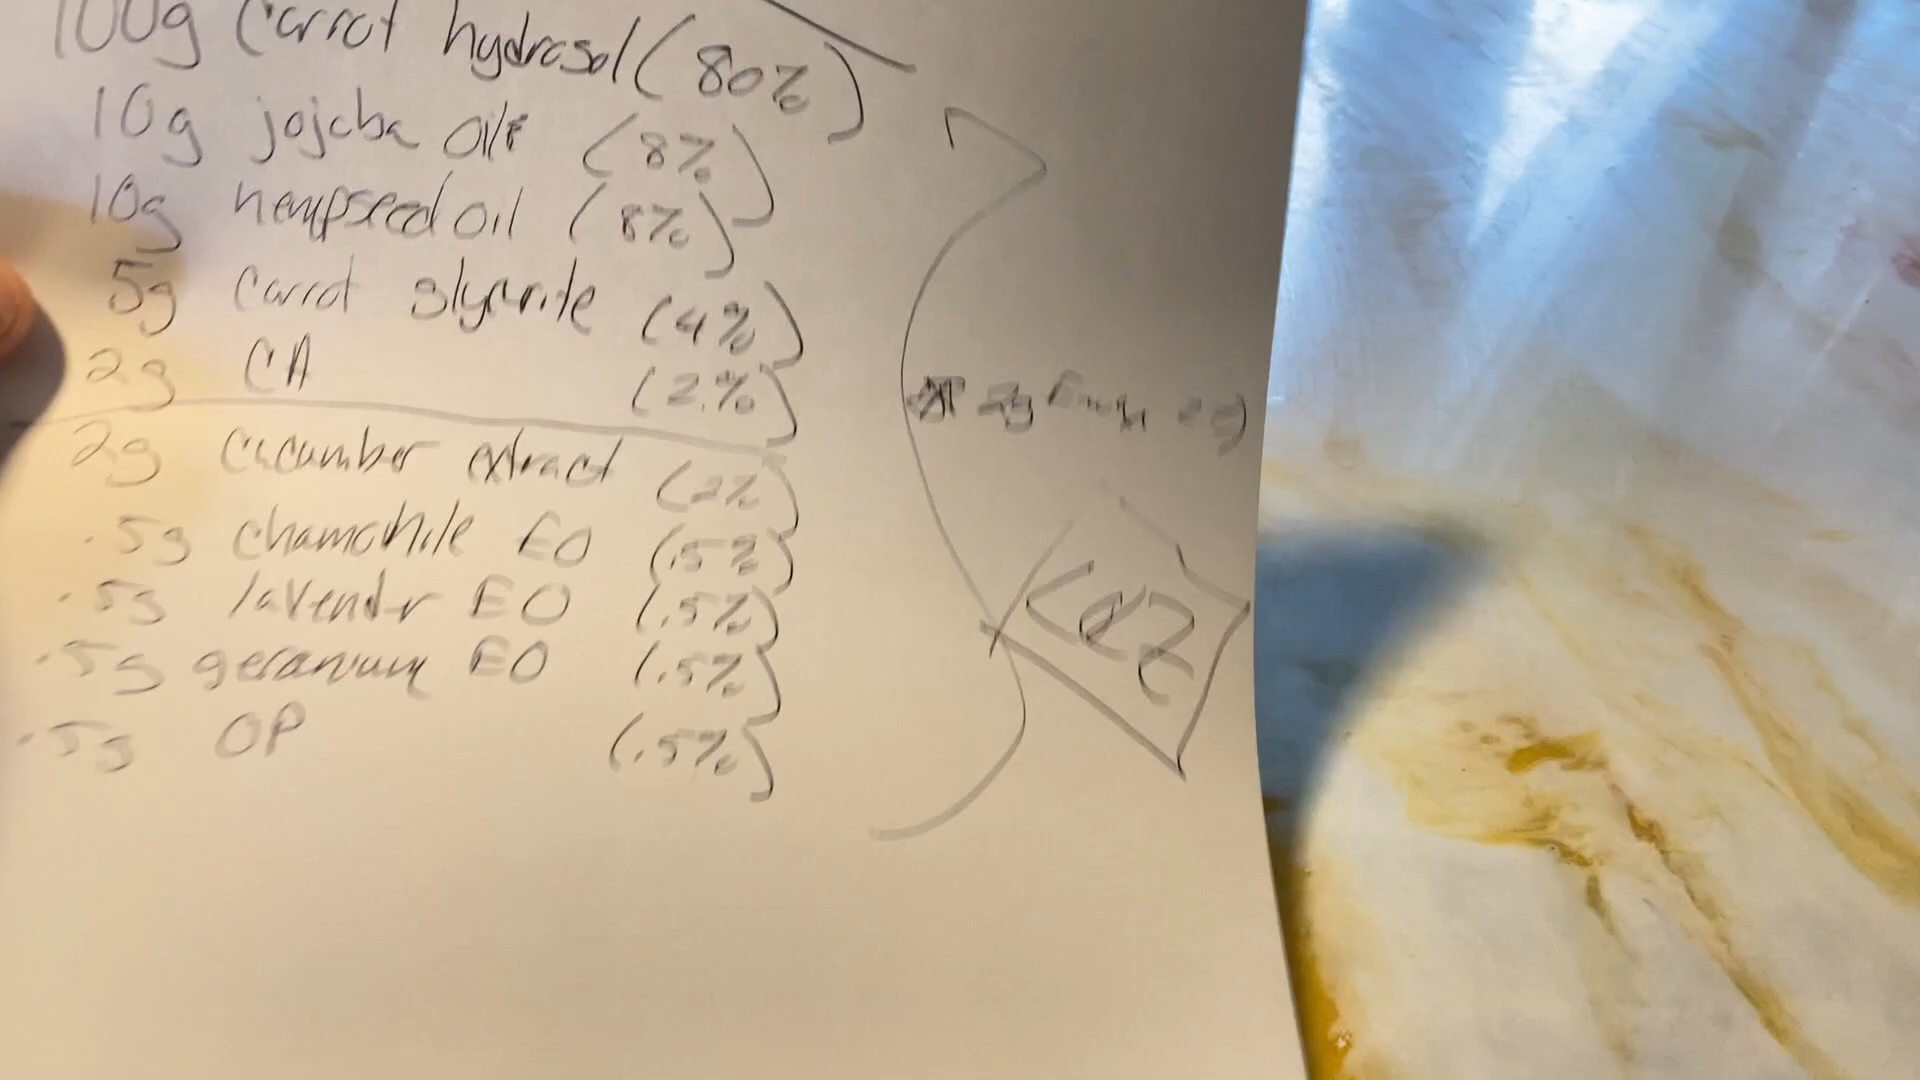 100g Carrot hydrosol (80%)
10g jojoba oil (8%)
10g hempseed oil (8%)
5g Carrot glycerite (4%)
2g CA (2%)
2g cucumber extract (2%)
.5g chamomile EO (.5%)
.5g lavender EO (.5%)
.5g geranium EO (.5%)
.5g OP (.5%)